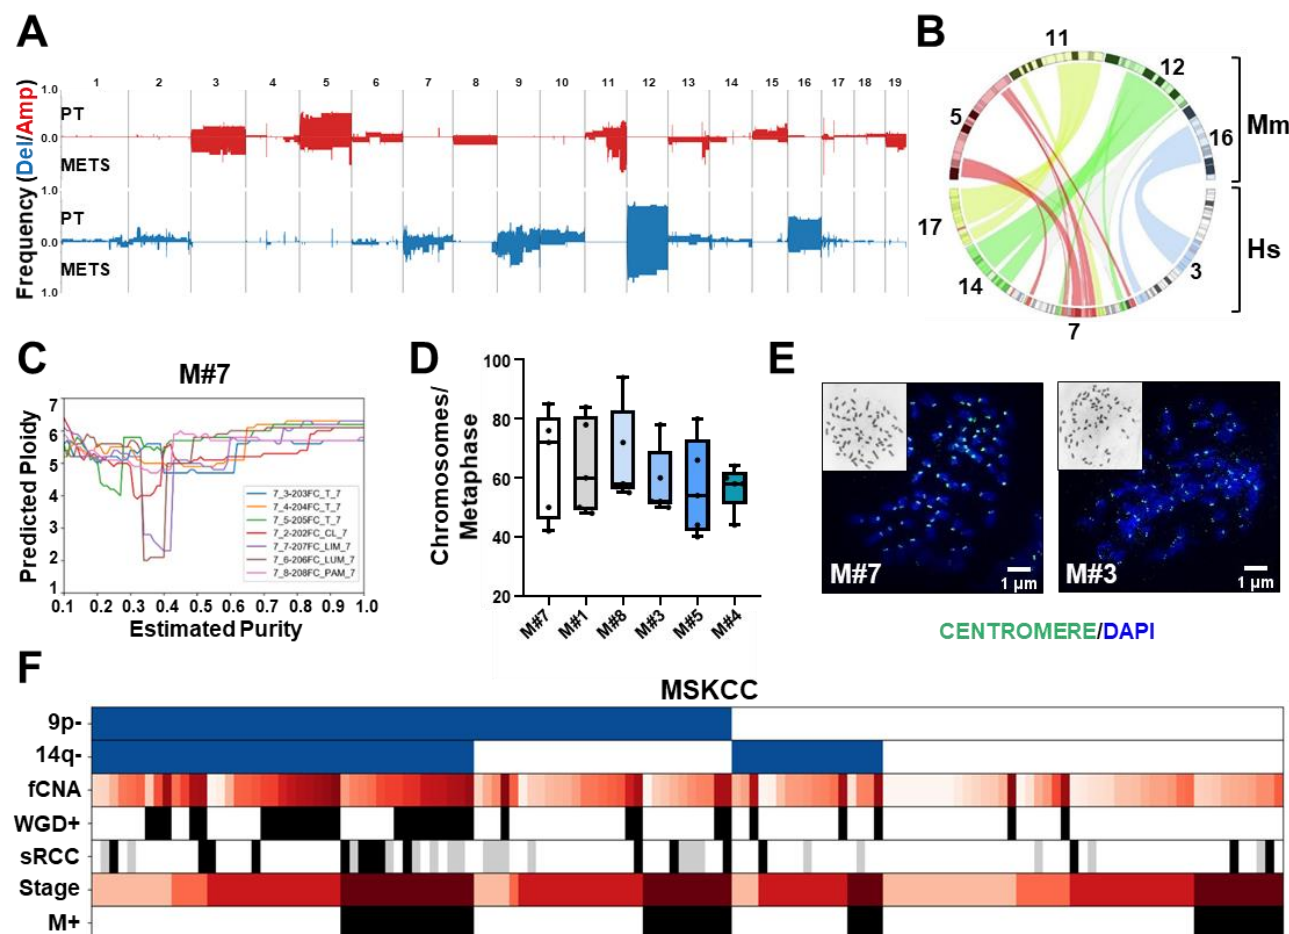 A
B
1 2 3 4 5 6 7 8 9 10 11 12 13 14 15 16 17 18 19
Frequency (Del/Amp)
1.0
PT
0.0
METS
1.0
PT
0.0
METS
1.0
11
12
5
16
Mm
17
14
7
3
Hs
C
M#7
Predicted Ploidy
7
6
5
4
3
2
1
7_3-203FC_T_7
7_4-204FC_T_7
7_5-205FC_T_7
7_2-202FC_CL_7
7_7-207FC_LIM_7
7_6-206FC_LUM_7
7_8-208FC_PAM_7
0.1 0.2 0.3 0.4 0.5 0.6 0.7 0.8 0.9 1.0
Estimated Purity
D
Chromosomes/
Metaphase
100
80
60
40
20
M#7 M#1 M#8 M#3 M#5 M#4
E
M#7
1 μm
M#3
1 μm
CENTROMERE/DAPI
F
MSKCC
9p-
14q-
fCNA
WGD+
sRCC
Stage
M+